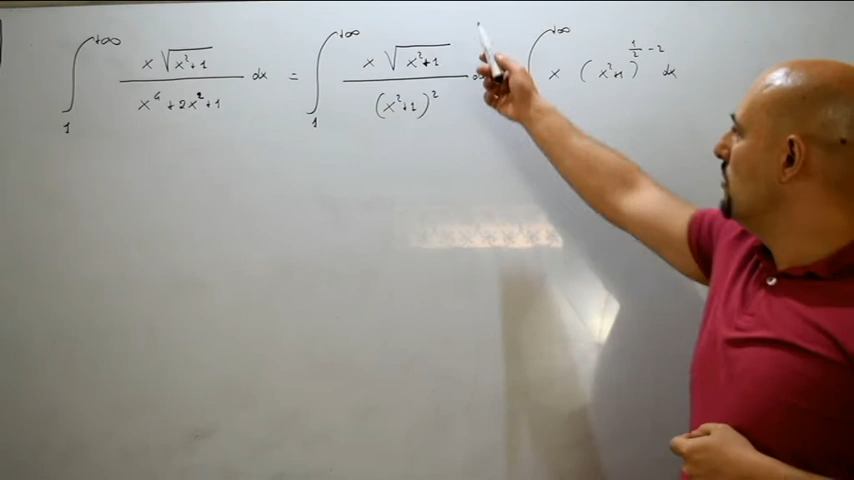 ∫₁^{+∞} x√(x²+1) / (x⁴+2x²+1) dx = ∫₁^{+∞} x√(x²+1) / (x²+1)² ∫^{+∞} x (x²+1)^{1/2 - 2} dx